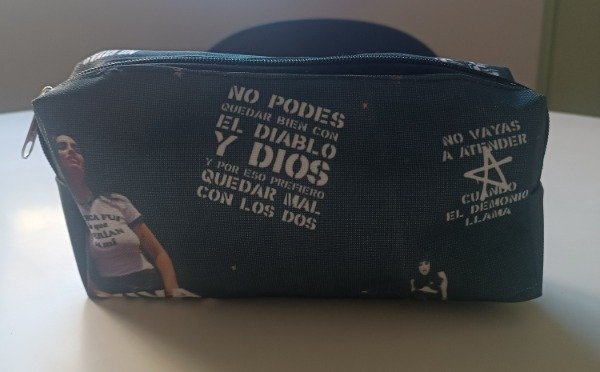 NO PODES
QUEDAR BIEN CON
EL DIABLO
Y DIOS
Y POR ESO PREFIERO
QUEDAR MAL
CON LOS DOS
NO VAYAS
A ATENDER
CUANDO
EL DEMONIO
LLAMA